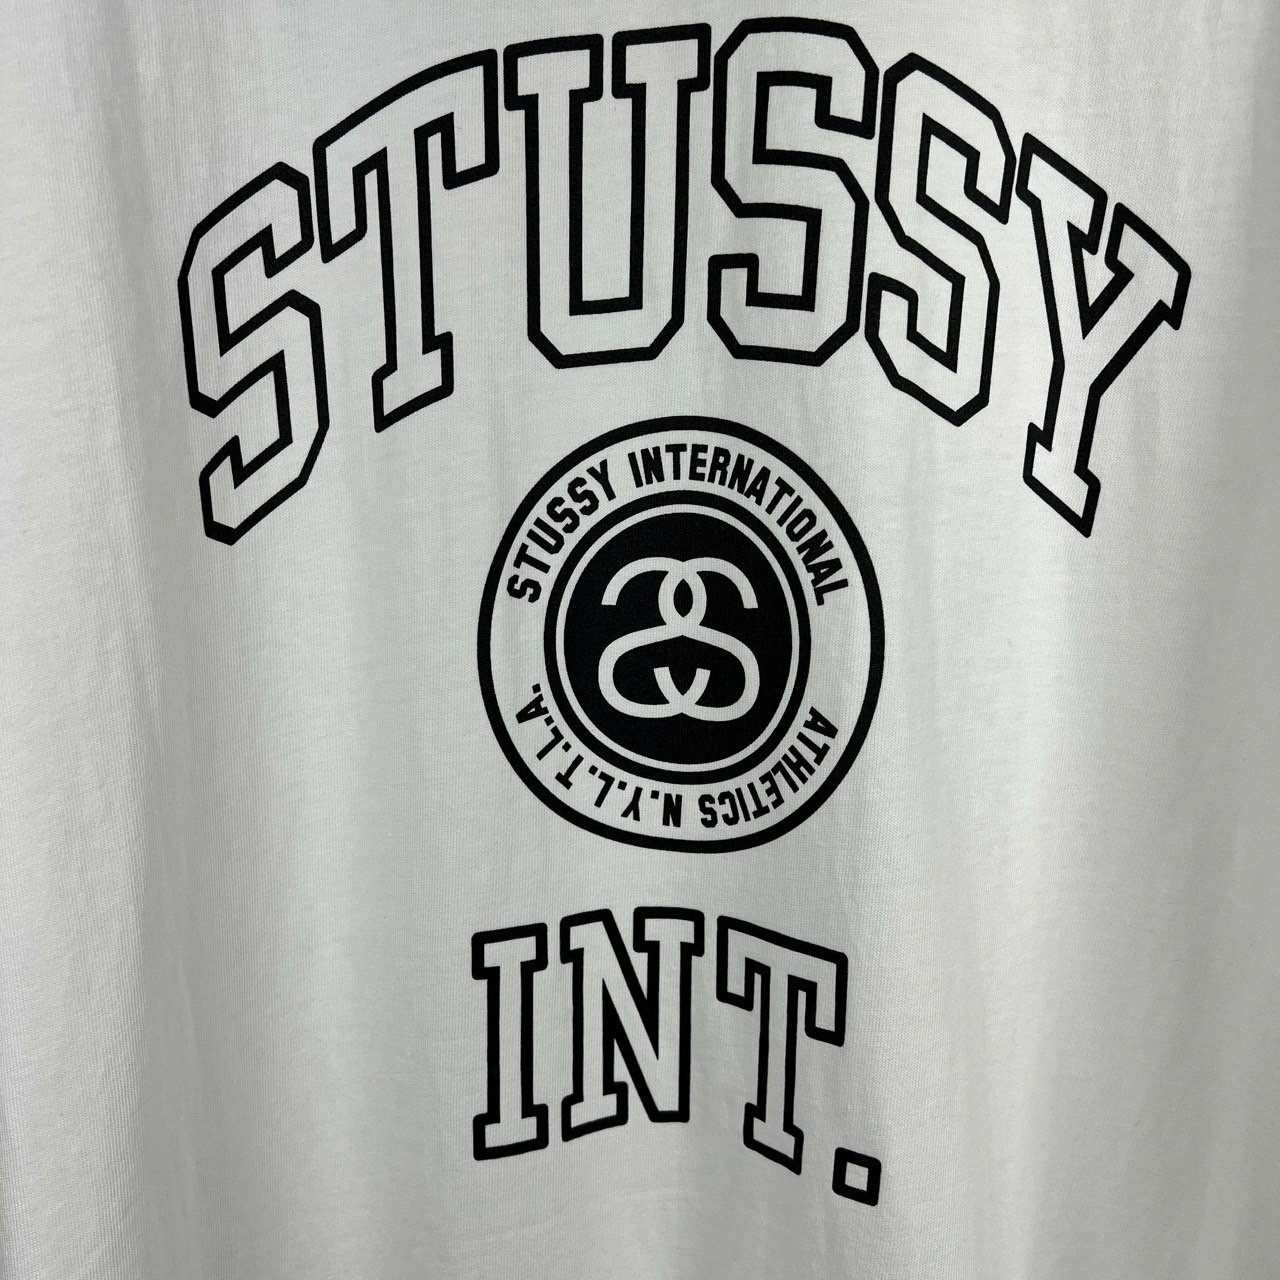 STUSSY
STUSSY INTERNATIONAL
ATHLETICS N.Y.L.T.L.A.
INT.